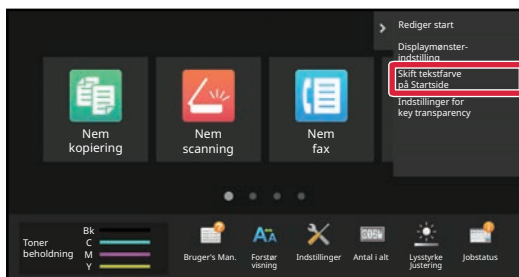 Rediger start
Displaymønster-
indstilling
Skift tekstfarve
på Startside
Indstillinger for
key transparency
Nem
kopiering
Nem
scanning
Nem
fax
Toner
beholdning
Bk
C
M
Y
Bruger's Man.
Forstør
visning
Indstillinger
Antal i alt
Lysstyrke
Justering
Jobstatus